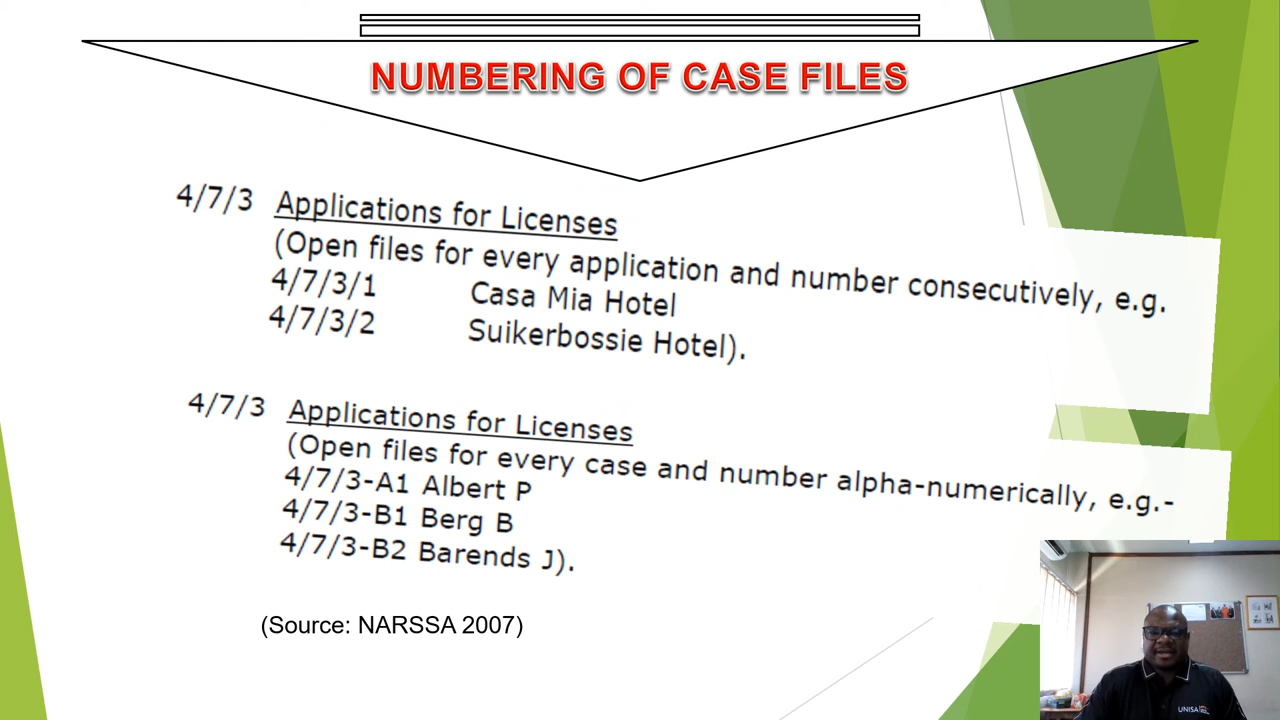 NUMBERING OF CASE FILES
4/7/3 Applications for Licenses
(Open files for every application and number consecutively, e.g.
4/7/3/1 Casa Mia Hotel
4/7/3/2 Suikerbossie Hotel).
4/7/3 Applications for Licenses
(Open files for every case and number alpha-numerically, e.g.-
4/7/3-A1 Albert P
4/7/3-B1 Berg B
4/7/3-B2 Barends J).
(Source: NARSSA 2007)
UNISA